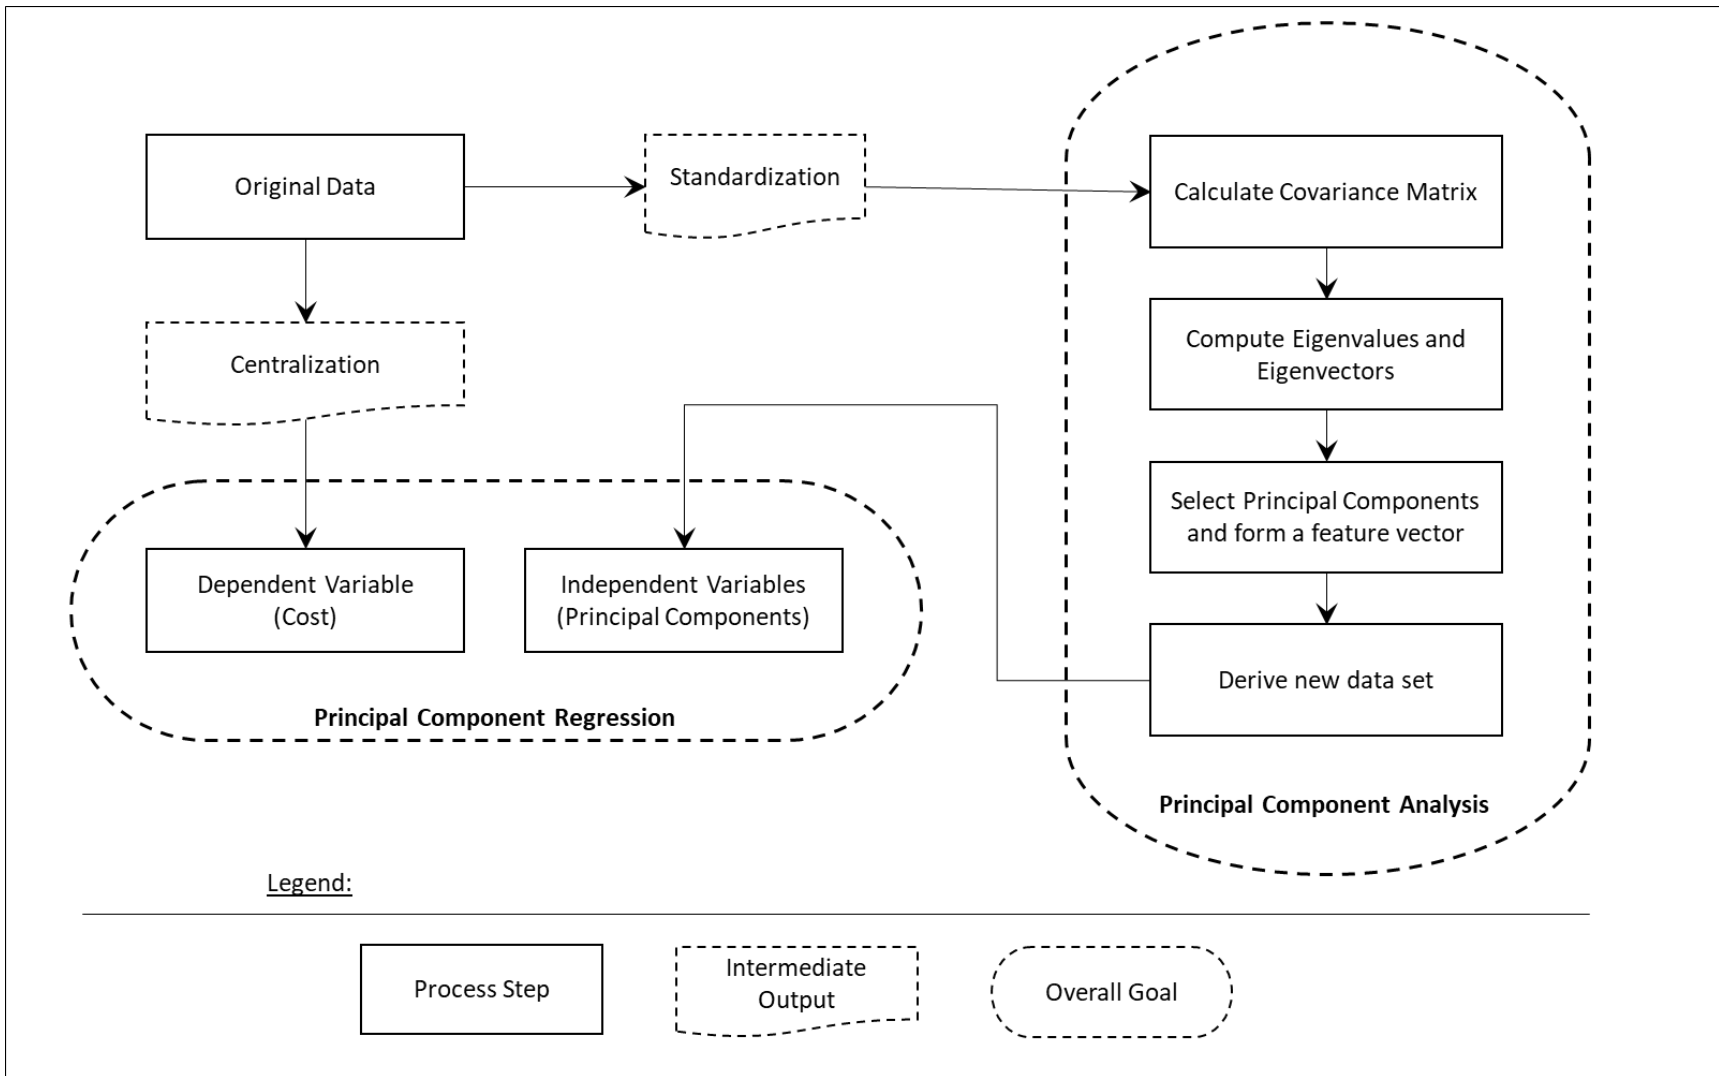 Original Data
Standardization
Calculate Covariance Matrix
Centralization
Compute Eigenvalues and
Eigenvectors
Select Principal Components
and form a feature vector
Dependent Variable
(Cost)
Independent Variables
(Principal Components)
Derive new data set
Principal Component Regression
Principal Component Analysis
Legend:
Process Step
Intermediate
Output
Overall Goal